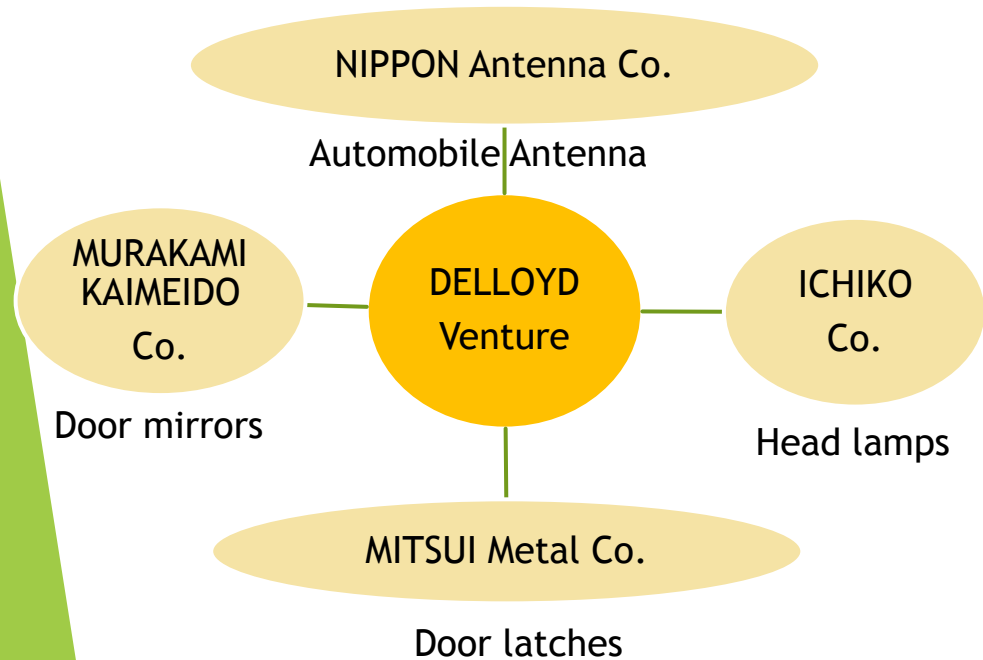 NIPPON Antenna Co.
Automobile Antenna
MURAKAMI
KAIMEIDO
Co.
Door mirrors
DELLOYD
Venture
ICHIKO
Co.
Head lamps
MITSUI Metal Co.
Door latches